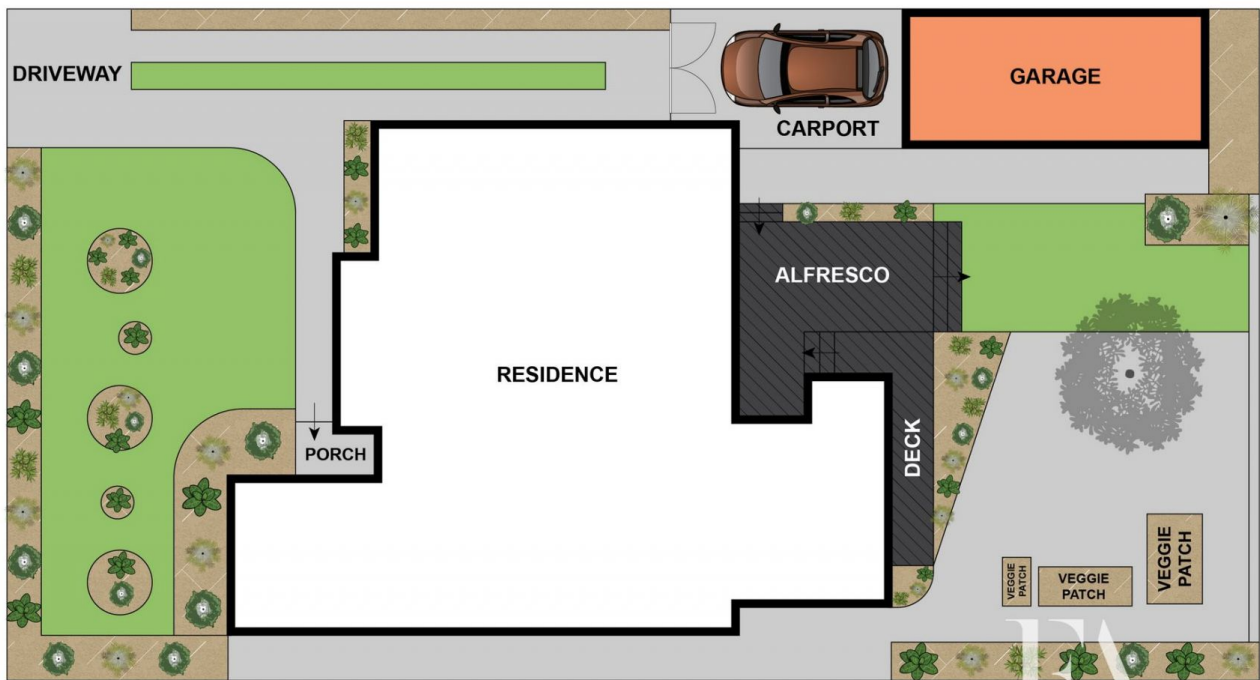 DRIVEWAY
GARAGE
CARPORT
ALFRESCO
RESIDENCE
PORCH
DECK
VEGGIE
PATCH
VEGGIE
PATCH
VEGGIE
PATCH